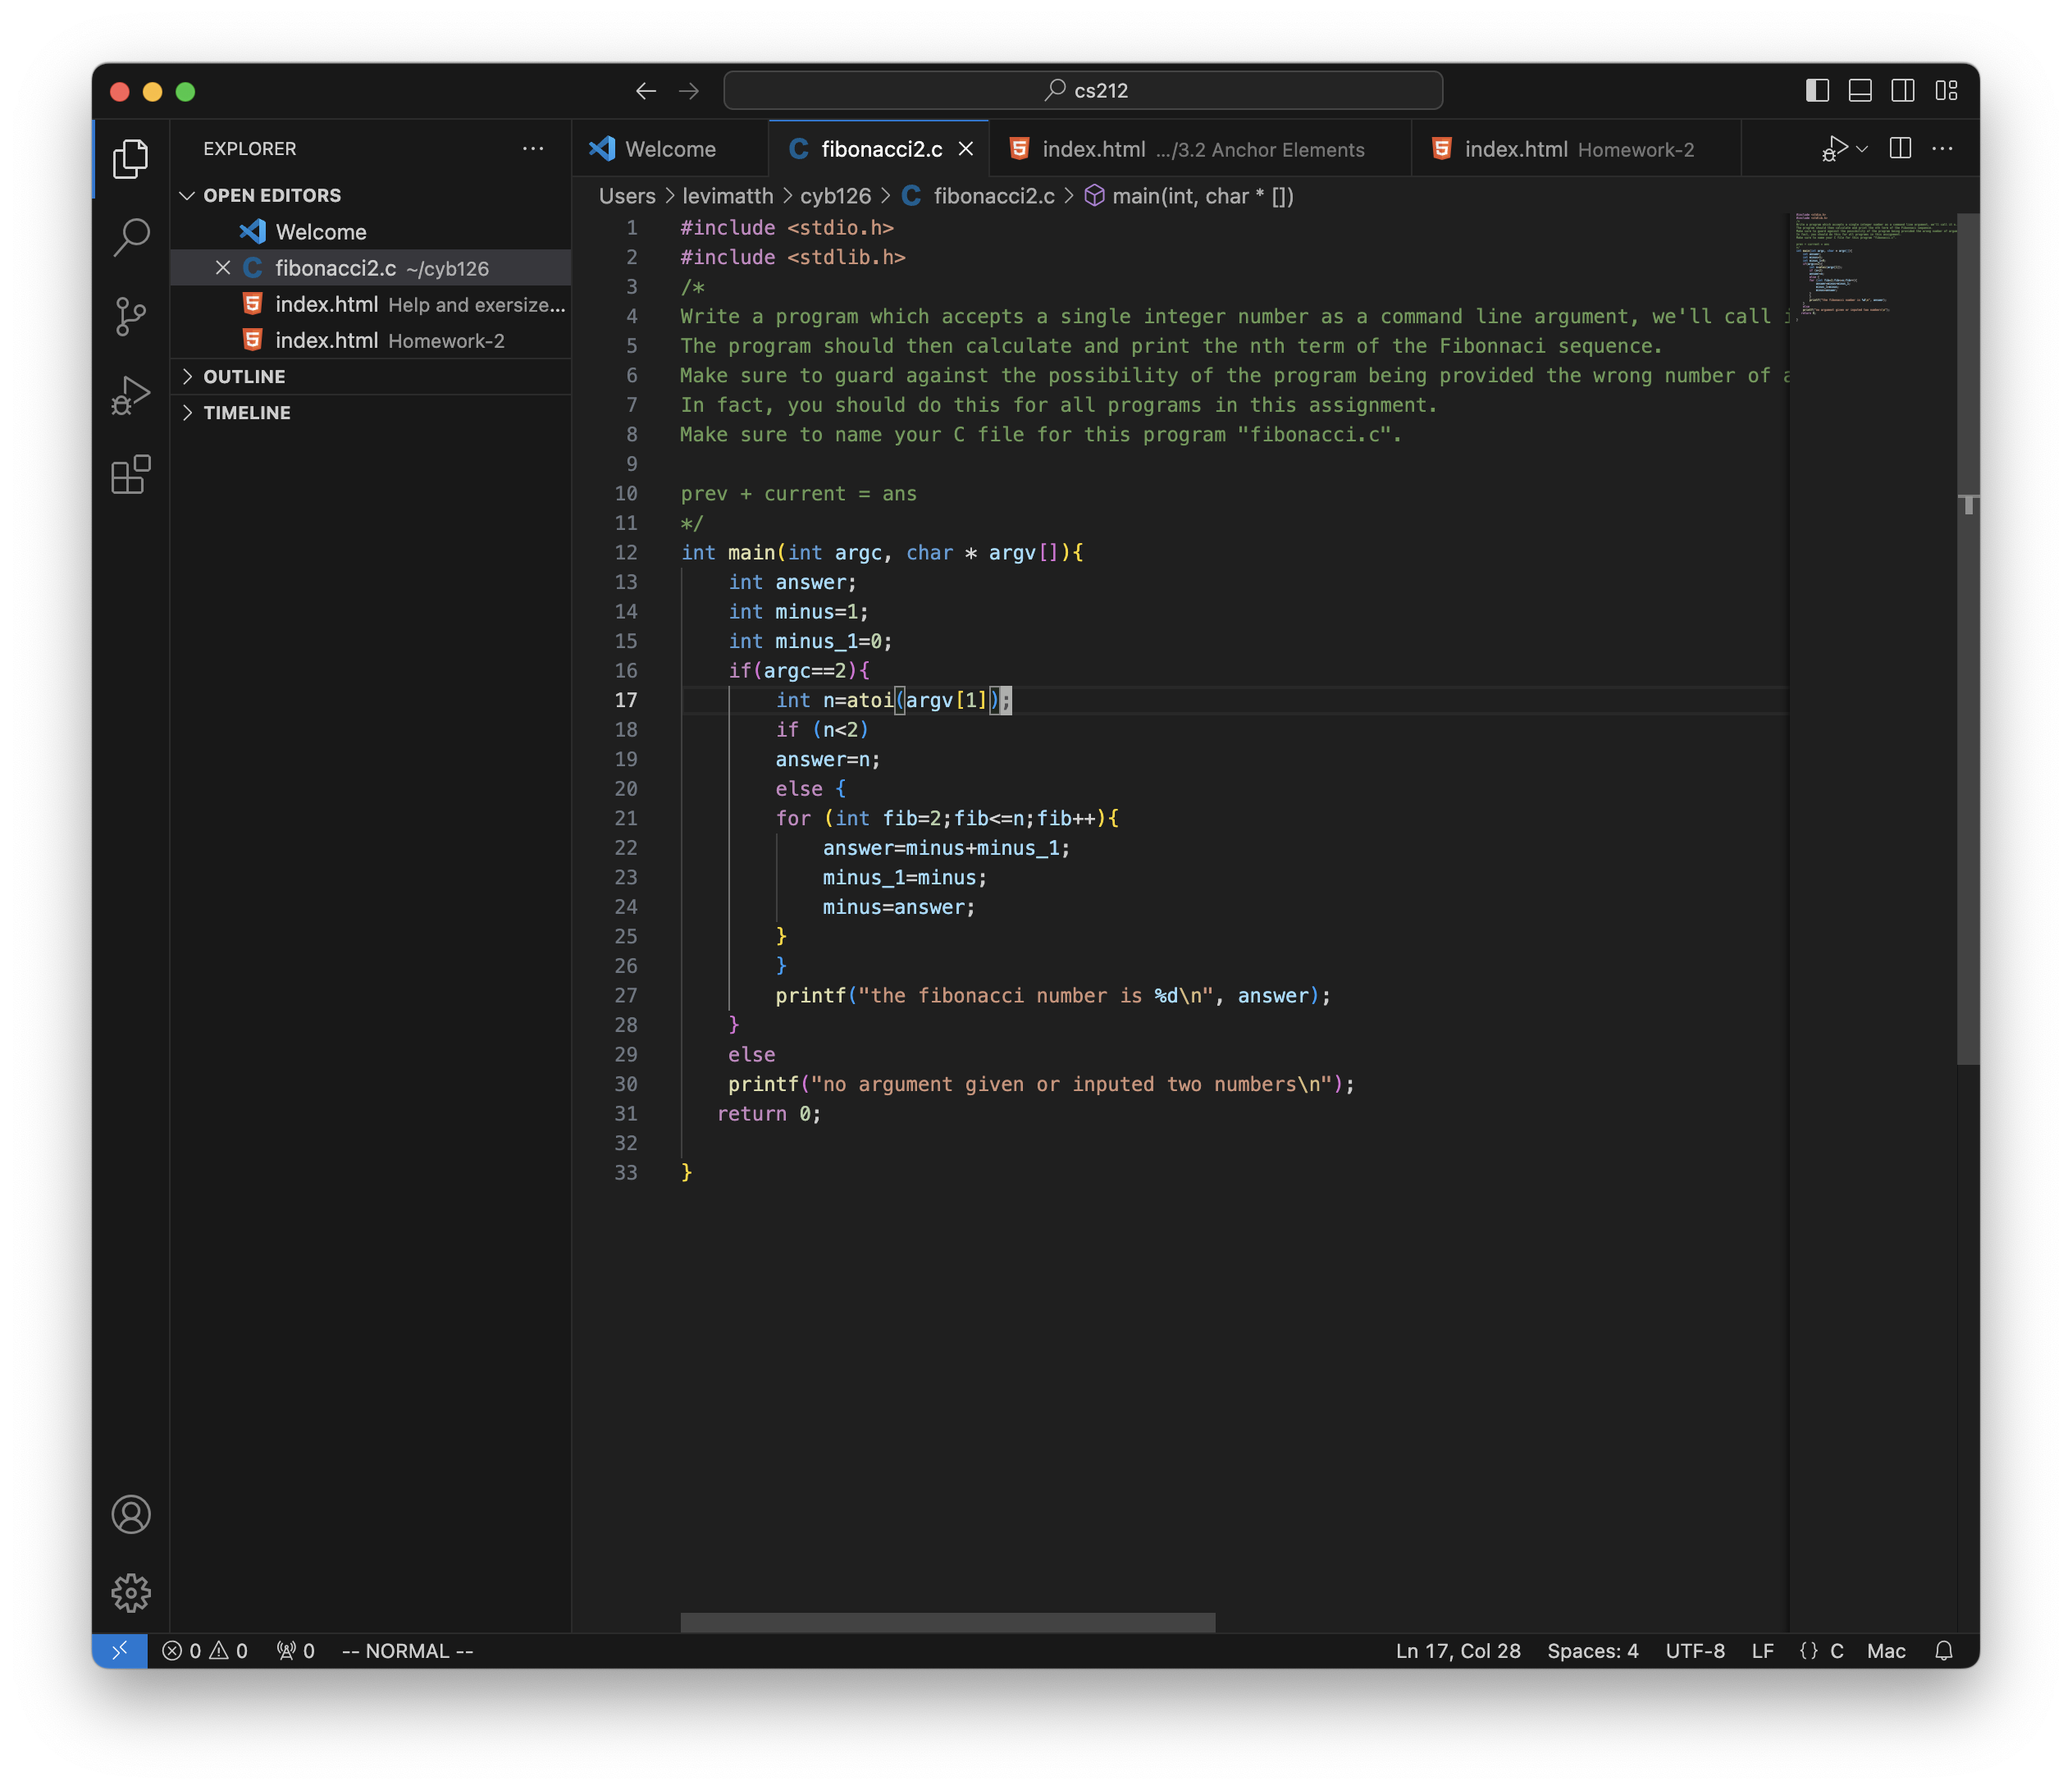 cs212
EXPLORER
Welcome
fibonacci2.c
index.html .../3.2 Anchor Elements
index.html Homework-2
OPEN EDITORS
Welcome
fibonacci2.c ~/cyb126
index.html Help and exersize...
index.html Homework-2
OUTLINE
TIMELINE
Users > levimatth > cyb126 > C fibonacci2.c > main(int, char * [])
1 #include <stdio.h>
2 #include <stdlib.h>
3 /*
4 Write a program which accepts a single integer number as a command line argument, we'll call
5 The program should then calculate and print the nth term of the Fibonnaci sequence.
6 Make sure to guard against the possibility of the program being provided the wrong number of
7 In fact, you should do this for all programs in this assignment.
8 Make sure to name your C file for this program "fibonacci.c".
9
10 prev + current = ans
11 */
12 int main(int argc, char * argv[]){
13 int answer;
14 int minus=1;
15 int minus_1=0;
16 if(argc==2){
17 int n=atoi(argv[1]);
18 if (n<2)
19 answer=n;
20 else {
21 for (int fib=2;fib<=n;fib++){
22 answer=minus+minus_1;
23 minus_1=minus;
24 minus=answer;
25 }
26 }
27 printf("the fibonacci number is %d\n", answer);
28 }
29 else
30 printf("no argument given or inputed two numbers\n");
31 return 0;
32
33 }
0 0 0 -- NORMAL -- Ln 17, Col 28 Spaces: 4 UTF-8 LF {} C Mac